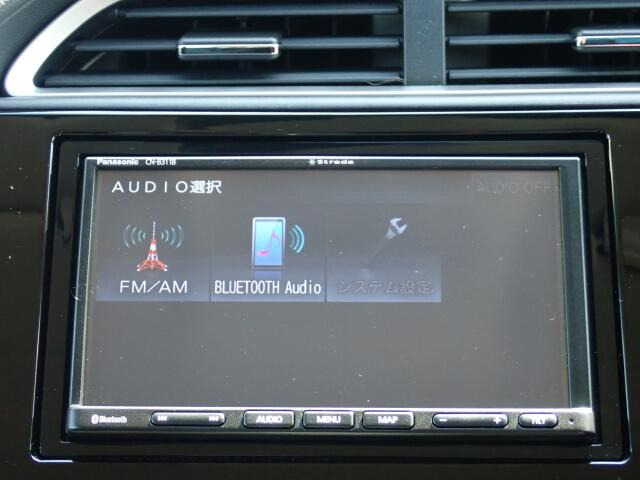 Panasonic CN-B311B Strada
AUDIO選択 AUDIO OFF
FM/AM BLUETOOTH Audio システム設定
Bluetooth AUDIO MENU MAP − + TILT